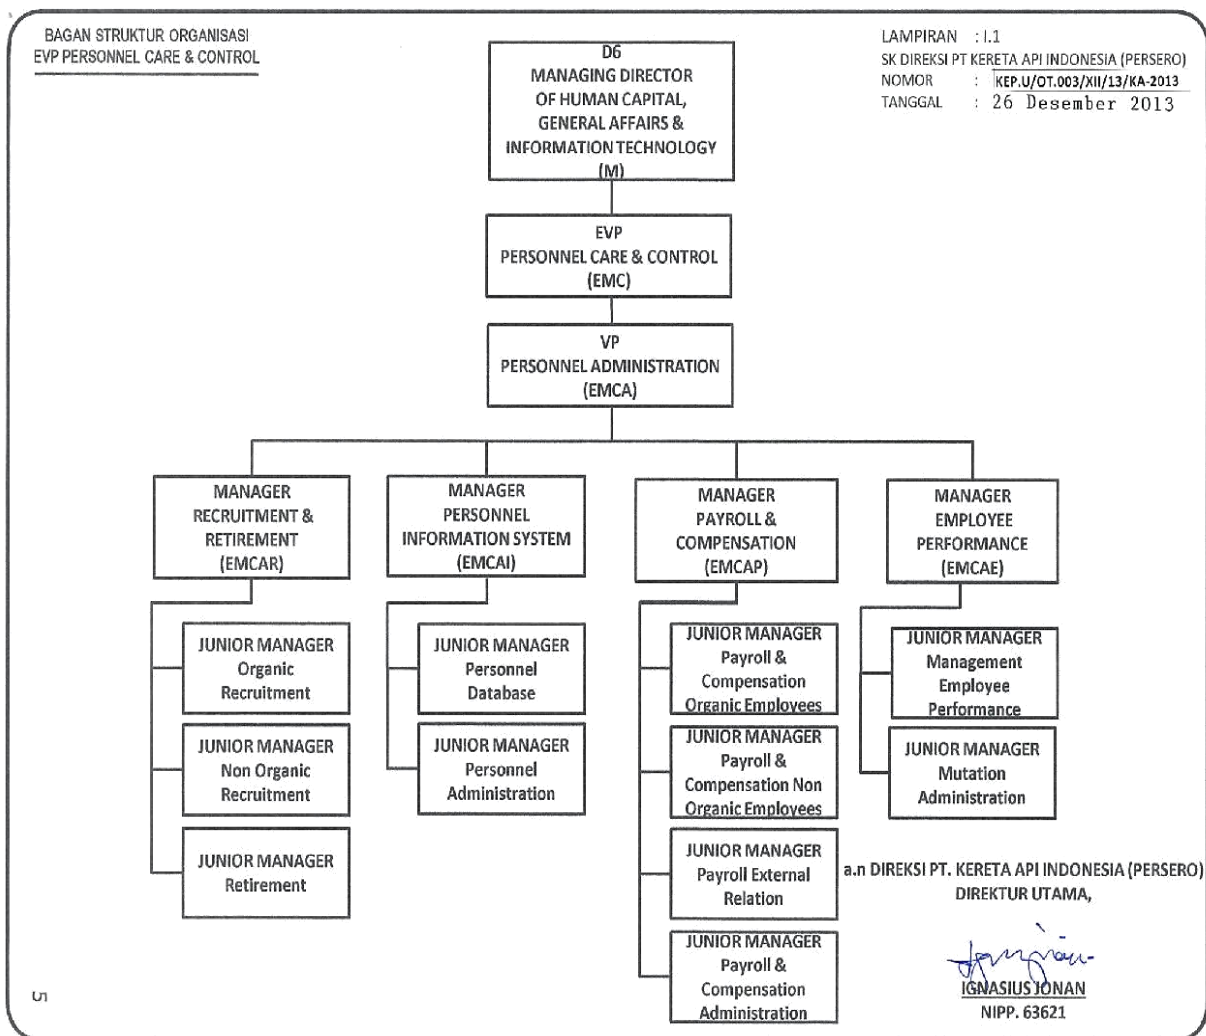 BAGAN STRUKTUR ORGANISASI
EVP PERSONNEL CARE & CONTROL
LAMPIRAN : I.1
SK DIREKSI PT KERETA API INDONESIA (PERSERO)
NOMOR : KEP.U/OT.003/XII/13/KA-2013
TANGGAL : 26 Desember 2013
D6
MANAGING DIRECTOR
OF HUMAN CAPITAL,
GENERAL AFFAIRS &
INFORMATION TECHNOLOGY
(M)
EVP
PERSONNEL CARE & CONTROL
(EMC)
VP
PERSONNEL ADMINISTRATION
(EMCA)
MANAGER
RECRUITMENT &
RETIREMENT
(EMCAR)
JUNIOR MANAGER
Organic
Recruitment
JUNIOR MANAGER
Non Organic
Recruitment
JUNIOR MANAGER
Retirement
MANAGER
PERSONNEL
INFORMATION SYSTEM
(EMCAI)
JUNIOR MANAGER
Personnel
Database
JUNIOR MANAGER
Personnel
Administration
MANAGER
PAYROLL &
COMPENSATION
(EMCAP)
JUNIOR MANAGER
Payroll &
Compensation
Organic Employees
JUNIOR MANAGER
Payroll &
Compensation Non
Organic Employees
JUNIOR MANAGER
Payroll External
Relation
JUNIOR MANAGER
Payroll &
Compensation
Administration
MANAGER
EMPLOYEE
PERFORMANCE
(EMCAE)
JUNIOR MANAGER
Management
Employee
Performance
JUNIOR MANAGER
Mutation
Administration
a.n DIREKSI PT. KERETA API INDONESIA (PERSERO)
DIREKTUR UTAMA,
IGNASIUS JONAN
NIPP. 63621
5